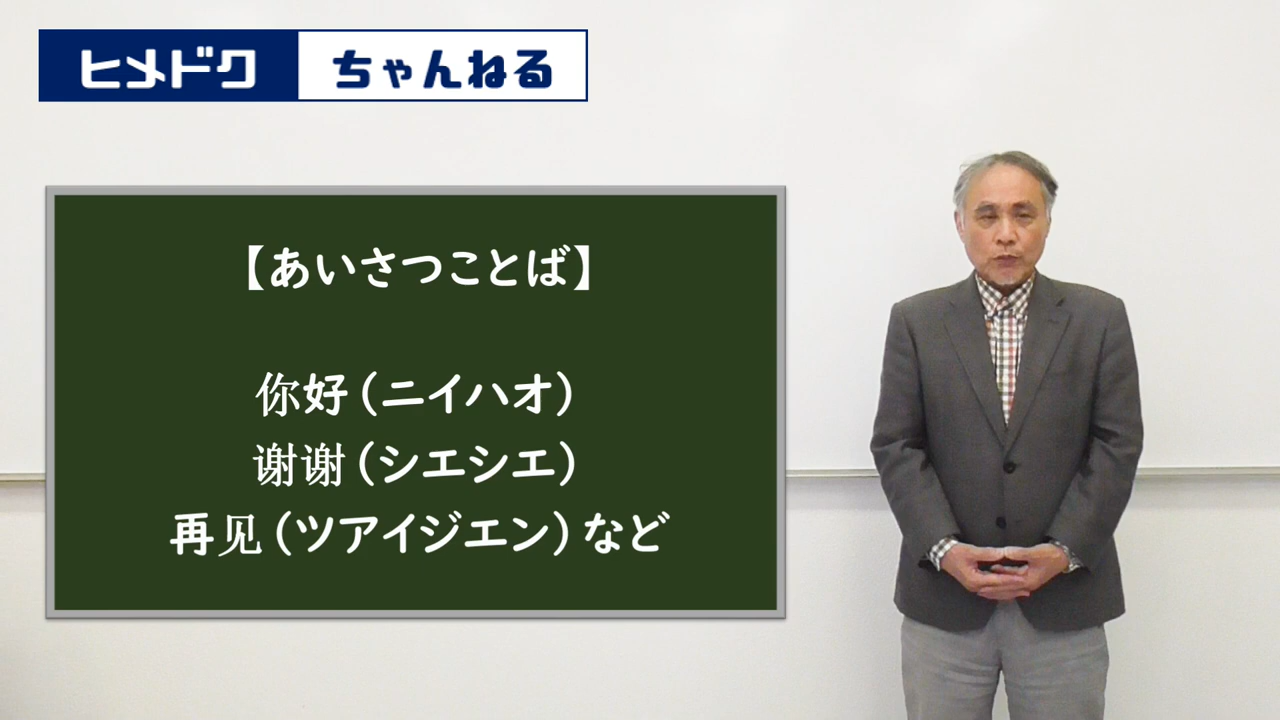 ヒメドク ちゃんねる
【あいさつことば】
你好（ニイハオ）
谢谢（シエシエ）
再见（ツアイジエン）など